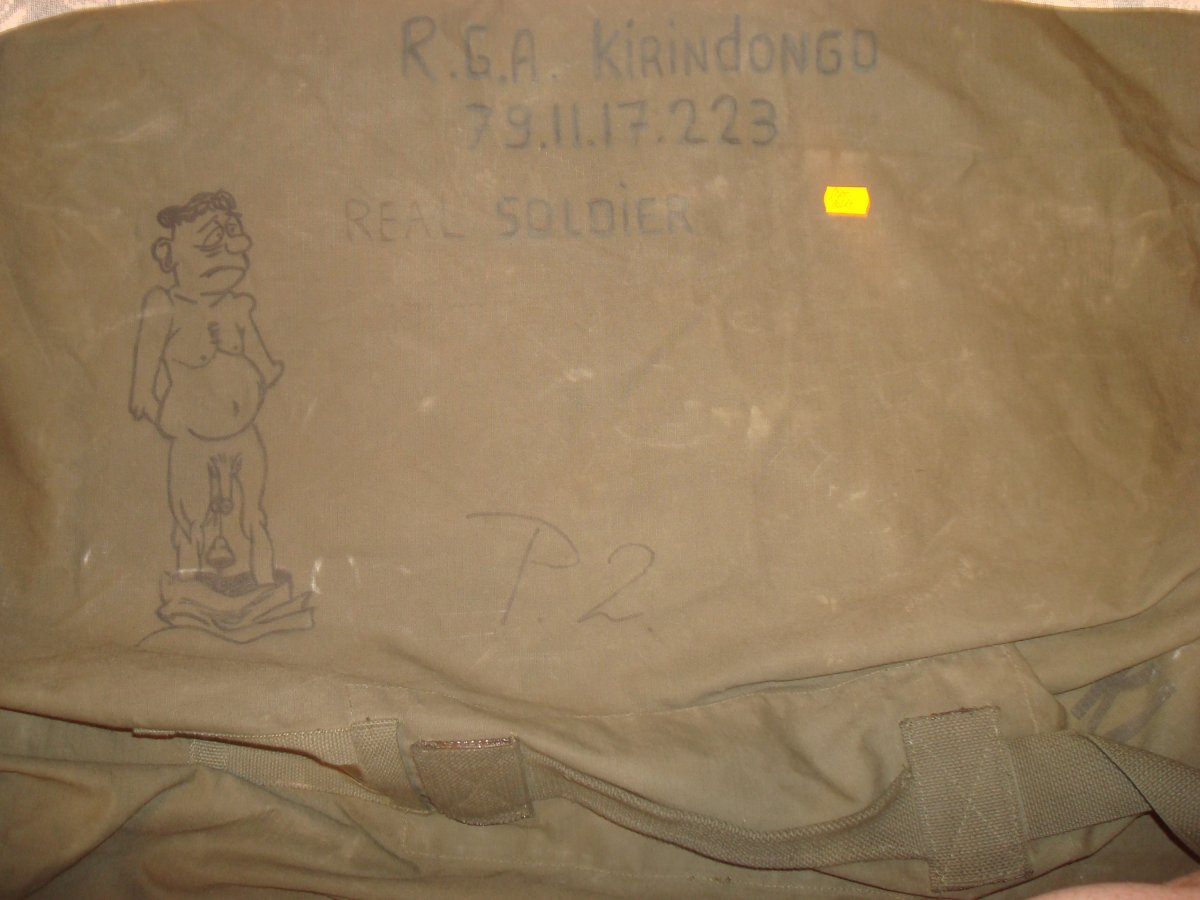 R.G.A. KiRiNdONGO
79.11.17.223
REAL SOLDiER
P.2.